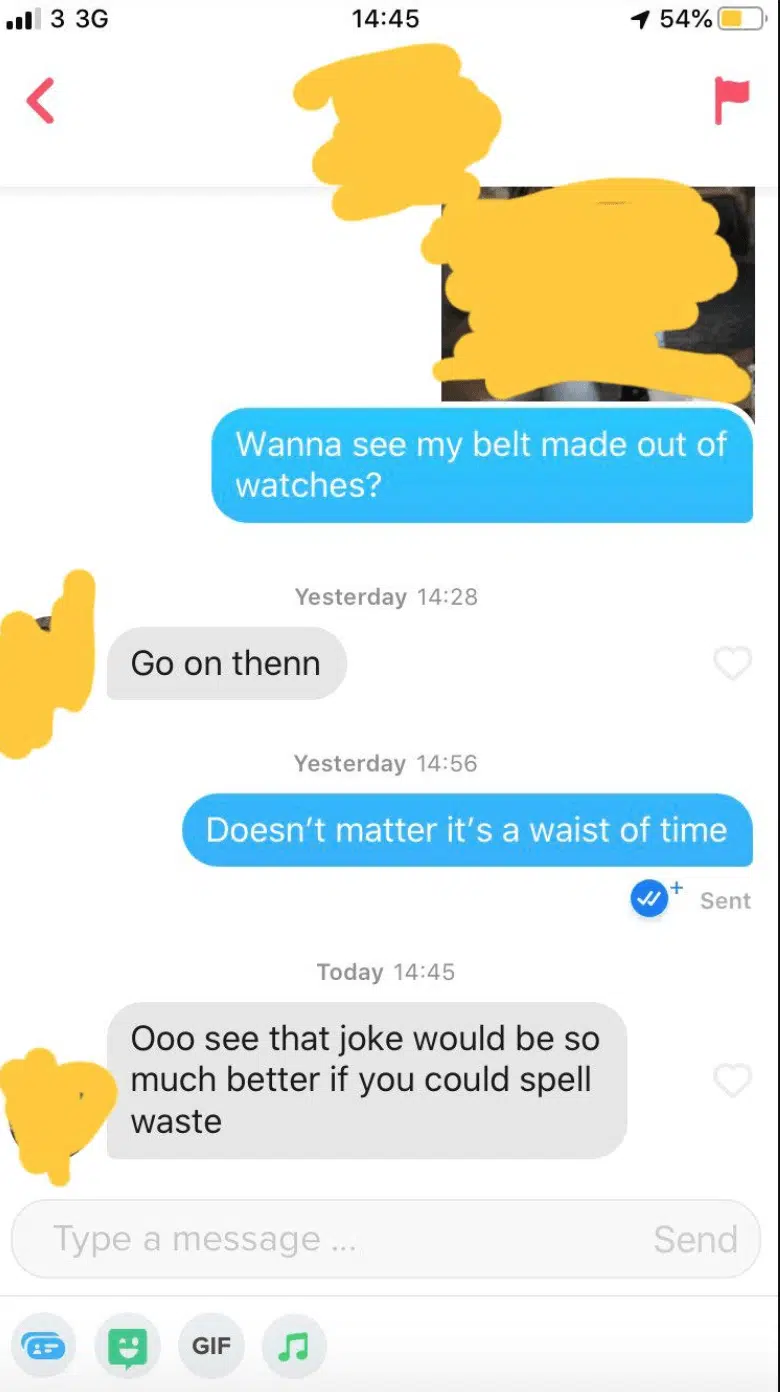 3 3G
14:45
54%
Wanna see my belt made out of
watches?
Yesterday 14:28
Go on thenn
Yesterday 14:56
Doesn’t matter it’s a waist of time
Sent
Today 14:45
Ooo see that joke would be so
much better if you could spell
waste
Type a message ...
Send
GIF